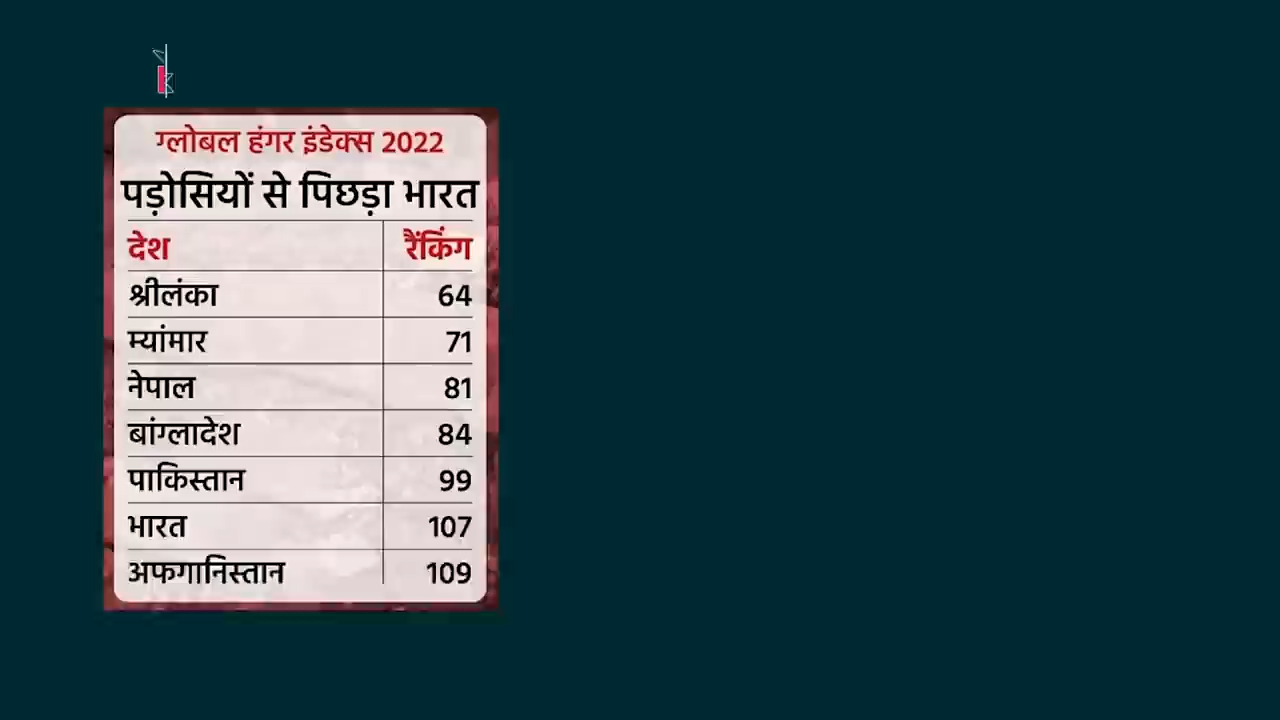 ग्लोबल हंगर इंडेक्स 2022
पड़ोसियों से पिछड़ा भारत
देश रैंकिंग
श्रीलंका 64
म्यांमार 71
नेपाल 81
बांग्लादेश 84
पाकिस्तान 99
भारत 107
अफगानिस्तान 109